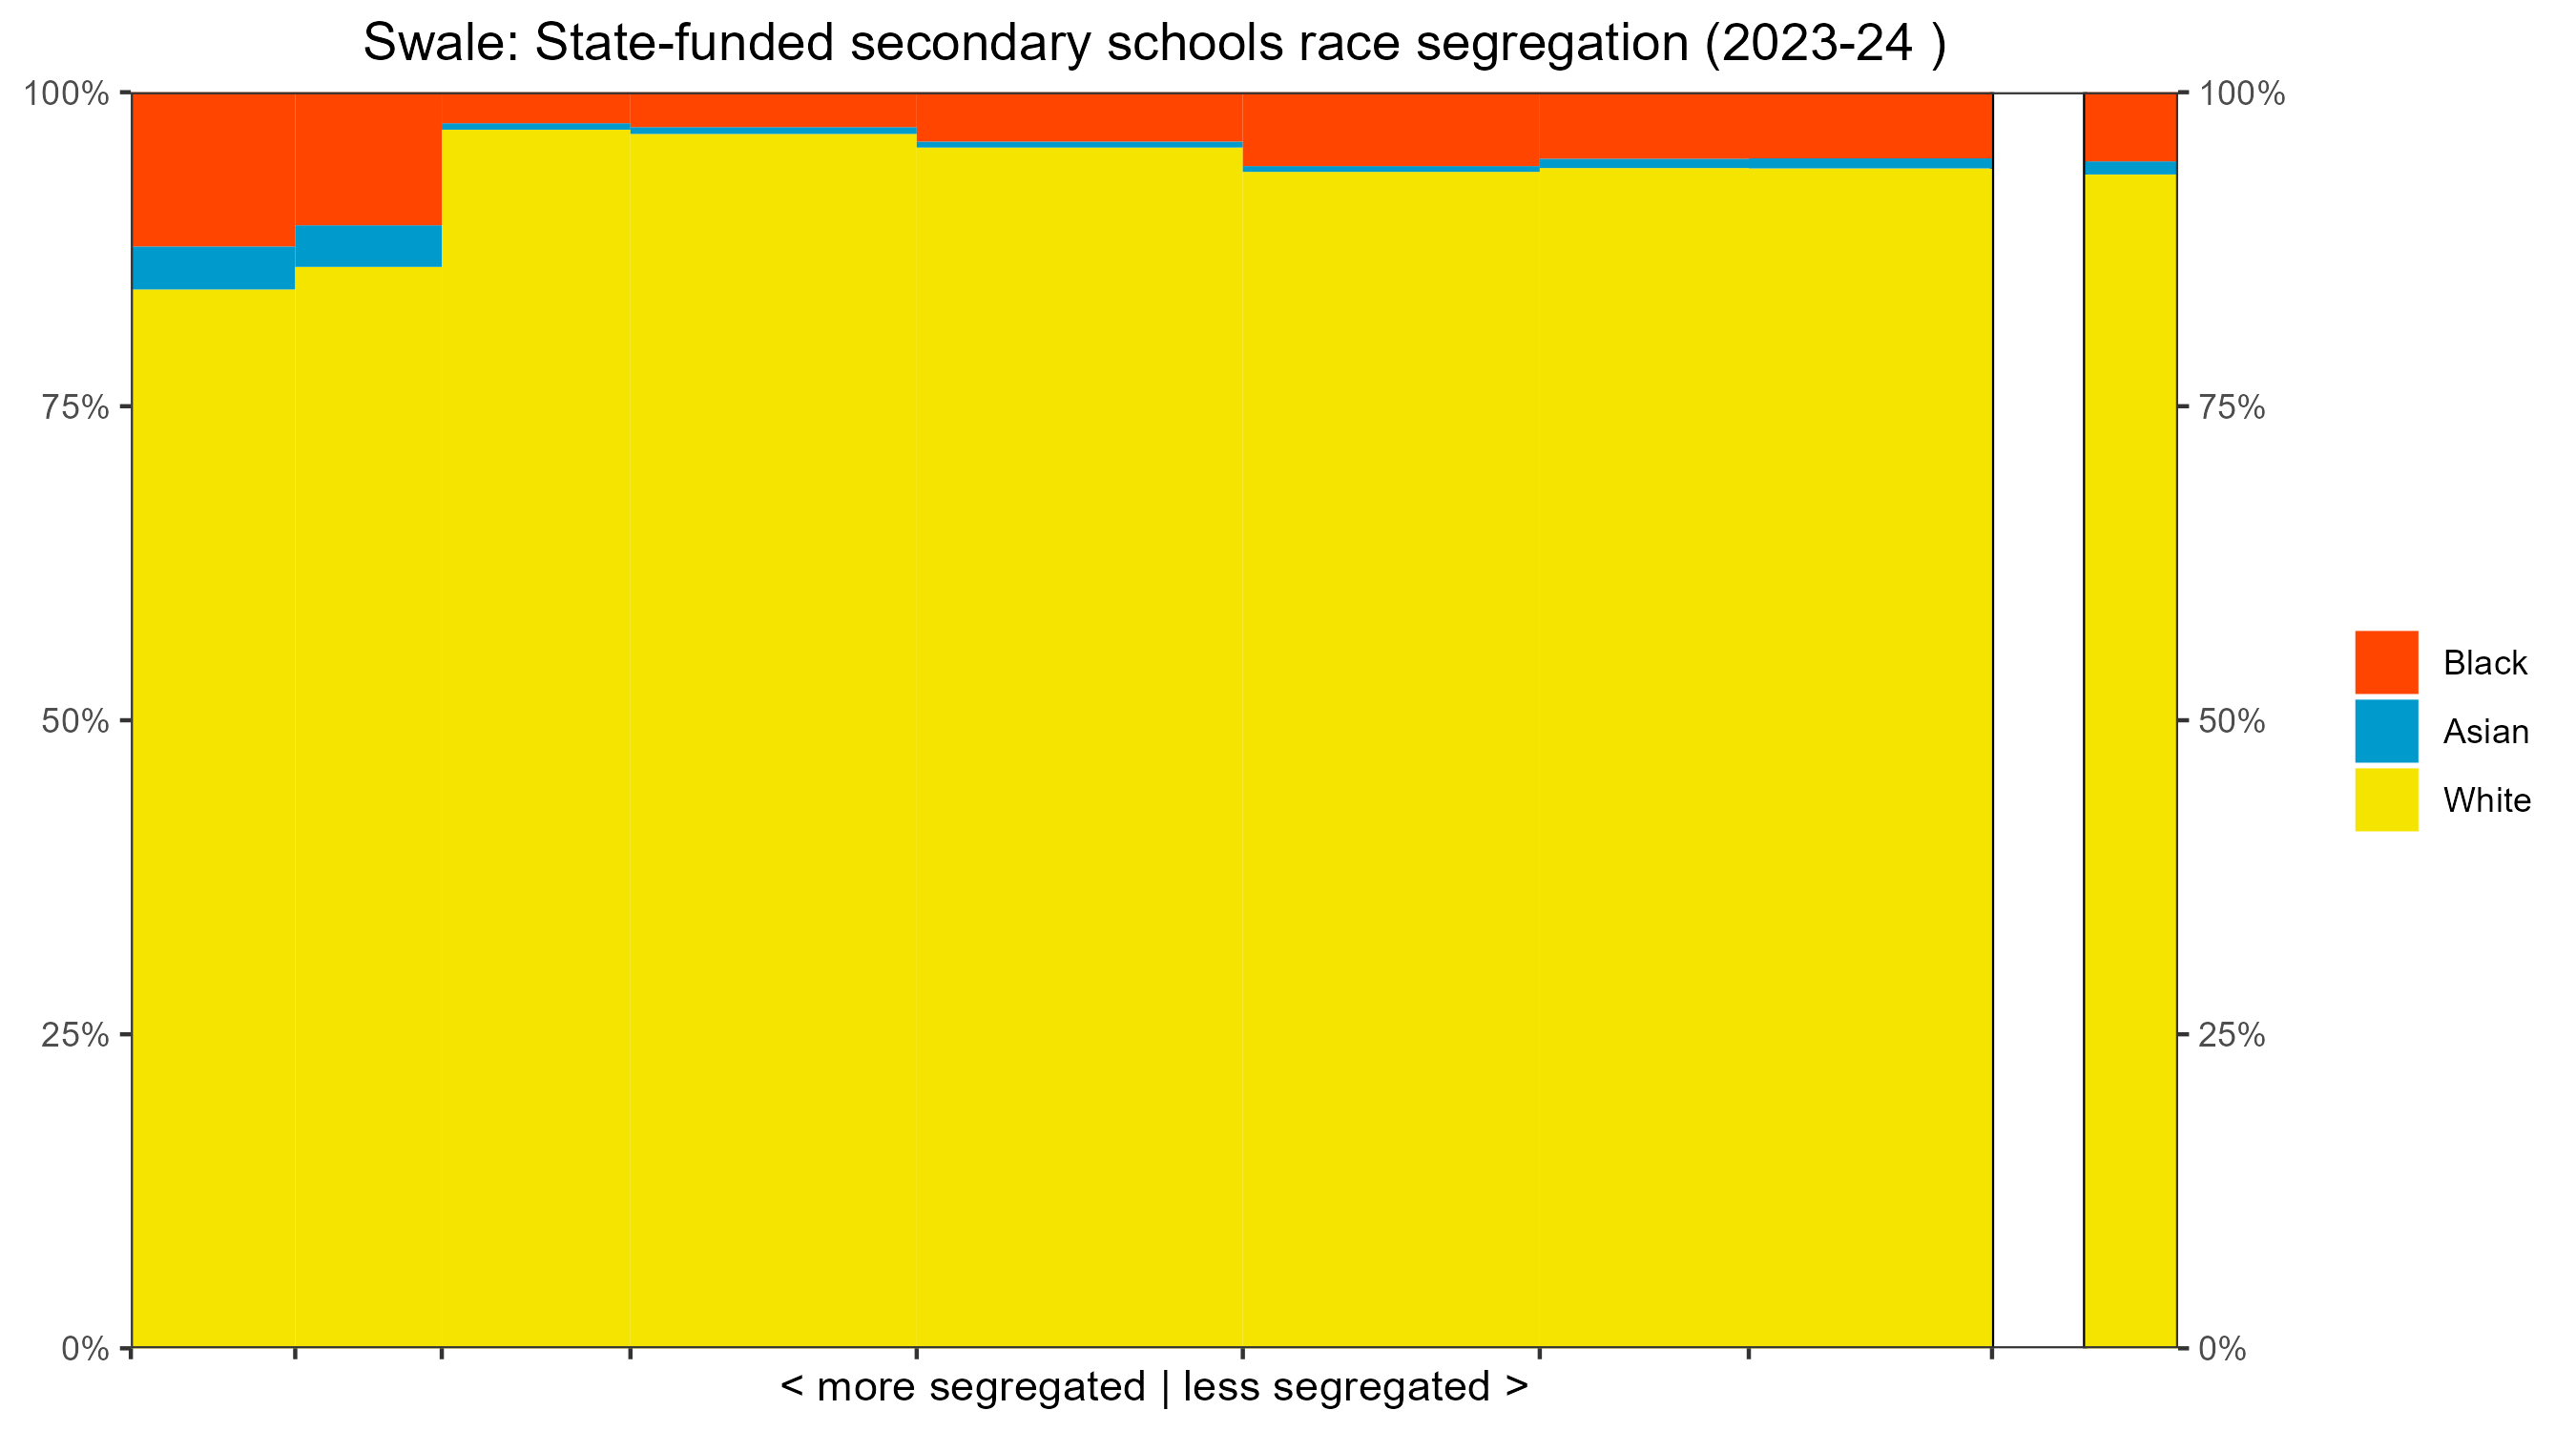 Swale: State-funded secondary schools race segregation (2023-24 )
100%
100%
75%
75%
50%
50%
25%
25%
0%
0%
Black
Asian
White
< more segregated | less segregated >